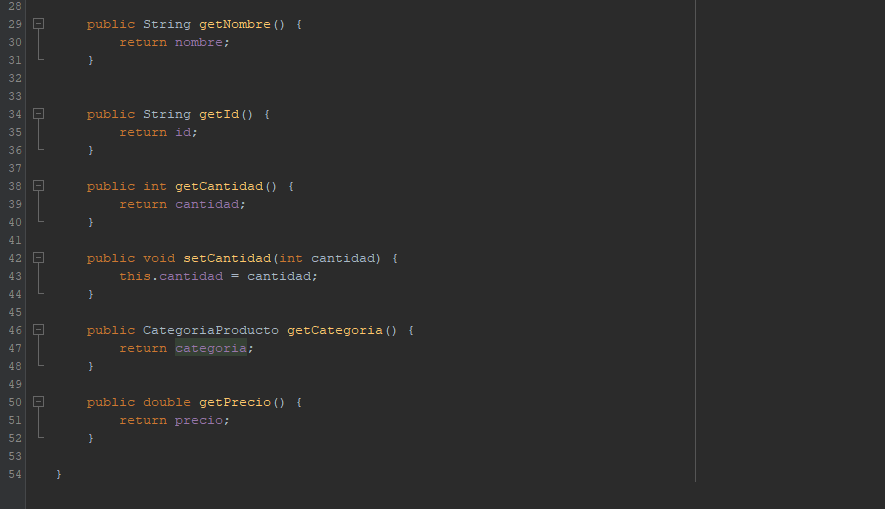 28
29 public String getNombre() {
30 return nombre;
31 }
32
33
34 public String getId() {
35 return id;
36 }
37
38 public int getCantidad() {
39 return cantidad;
40 }
41
42 public void setCantidad(int cantidad) {
43 this.cantidad = cantidad;
44 }
45
46 public CategoriaProducto getCategoria() {
47 return categoria;
48 }
49
50 public double getPrecio() {
51 return precio;
52 }
53
54 }